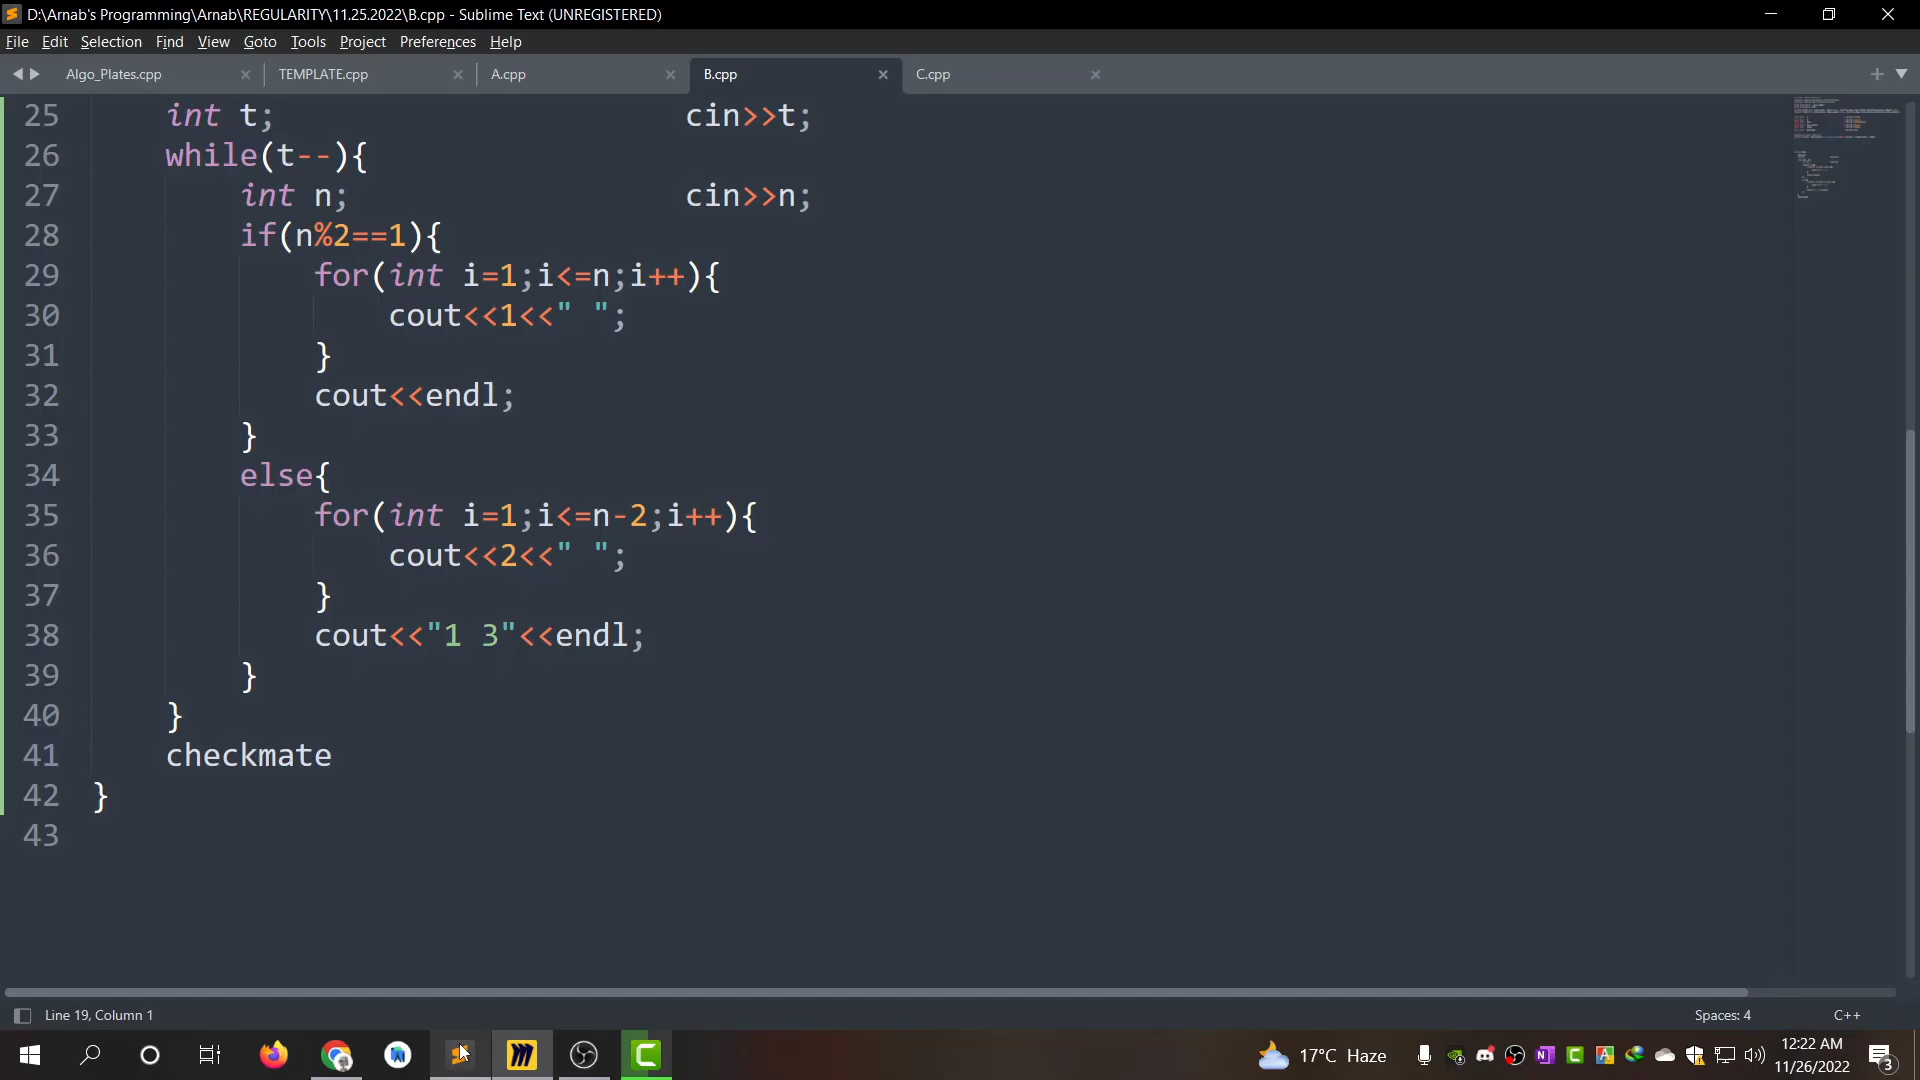 D:\Arnab's Programming\Arnab\REGULARITY\11.25.2022\B.cpp - Sublime Text (UNREGISTERED)
File Edit Selection Find View Goto Tools Project Preferences Help
Algo_Plates.cpp TEMPLATE.cpp A.cpp B.cpp C.cpp
25 int t; cin>>t;
26 while(t--){
27 int n; cin>>n;
28 if(n%2==1){
29 for(int i=1;i<=n;i++){
30 cout<<1<<" ";
31 }
32 cout<<endl;
33 }
34 else{
35 for(int i=1;i<=n-2;i++){
36 cout<<2<<" ";
37 }
38 cout<<"1 3"<<endl;
39 }
40 }
41 checkmate
42 }
43
Line 19, Column 1 Spaces: 4 C++
17°C Haze 12:22 AM
11/26/2022 3